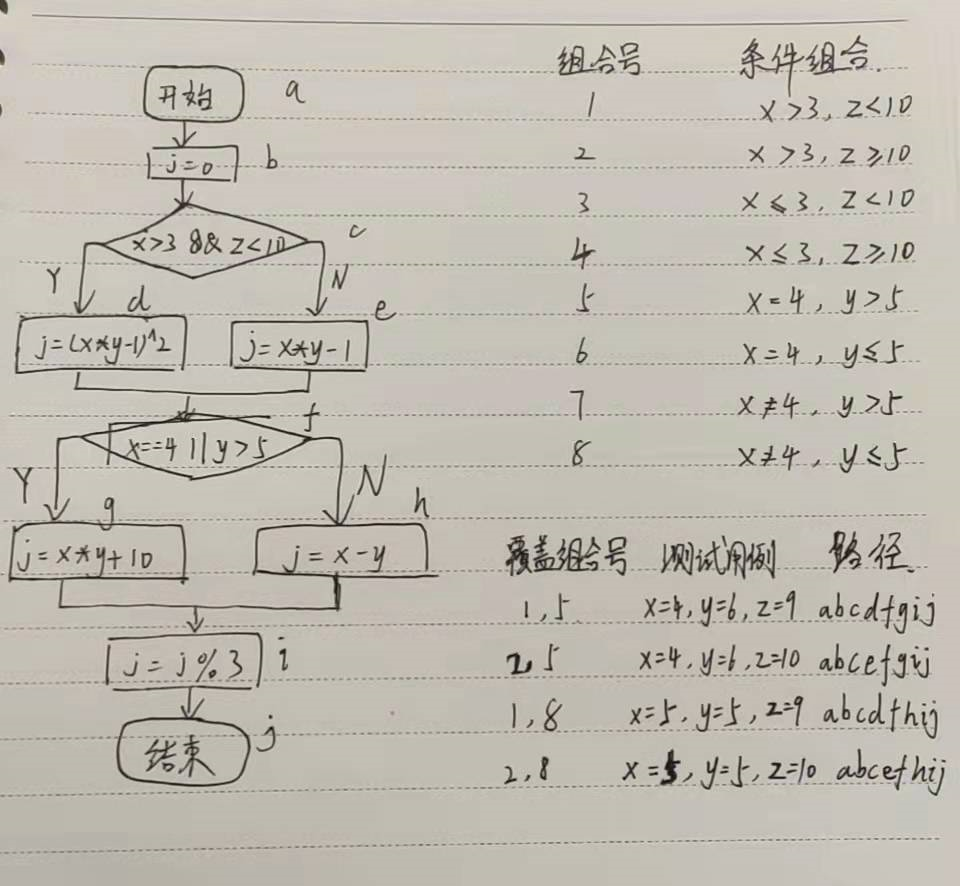 开始 a
j=0 b
x>3 && z<10 c
Y N
d e
j=(x*y-1)^2 j=x*y-1
f
x==4 || y>5
Y N
g h
j=x*y+10 j=x-y
j=j%3 i
结束 j
组合号 条件组合.
1 x>3, z<10
2 x>3, z≥10
3 x≤3, z<10
4 x≤3, z≥10
5 x=4, y>5
6 x=4, y≤5
7 x≠4, y>5
8 x≠4, y≤5
覆盖组合号 测试用例 路径.
1,5 x=4, y=6, z=9 abcdfgij
2,5 x=4, y=6, z=10 abcefgij
1,8 x=5, y=5, z=9 abcdfhij
2,8 x=5, y=5, z=10 abcefhij